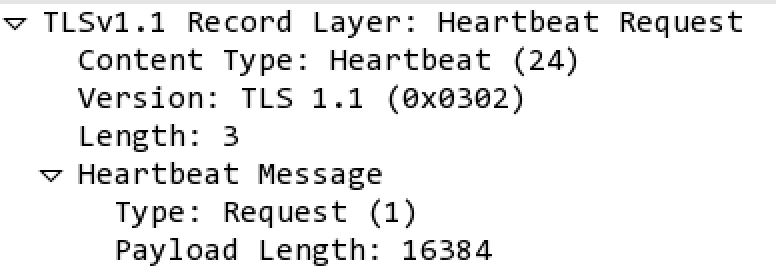 TLSv1.1 Record Layer: Heartbeat Request
Content Type: Heartbeat (24)
Version: TLS 1.1 (0x0302)
Length: 3
Heartbeat Message
Type: Request (1)
Payload Length: 16384